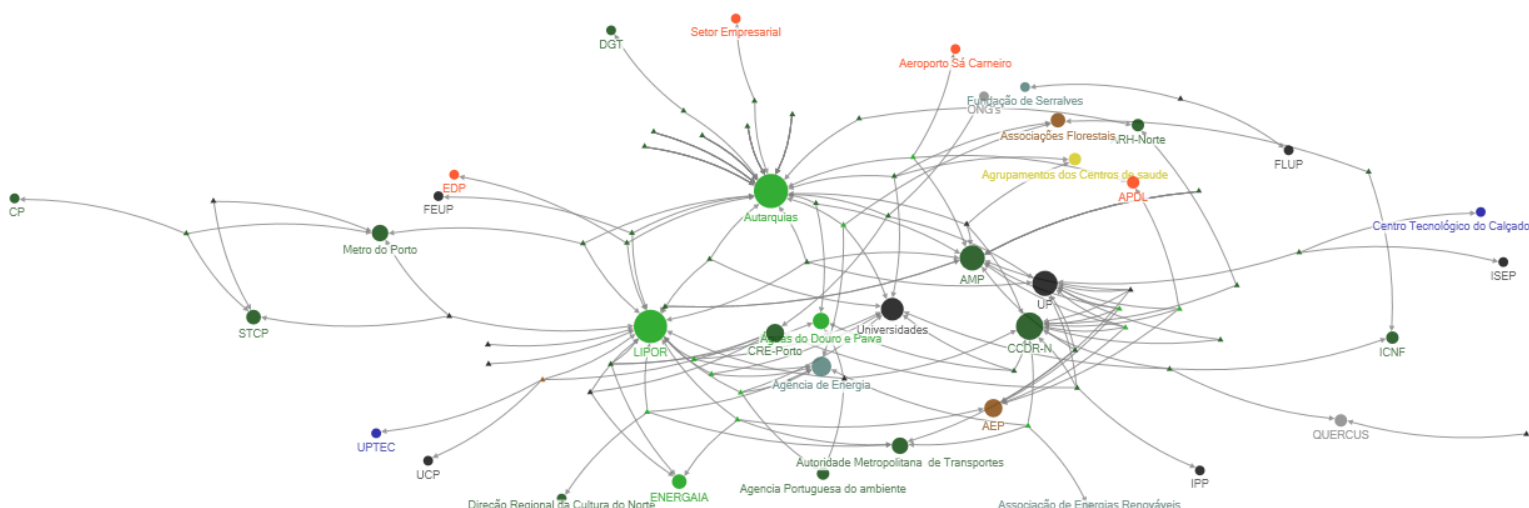 Setor Empresarial
DGT
Aeroporto Sá Carneiro
Fundação de Serralves
ONG's
Associações Florestais
ARH-Norte
FLUP
Agrupamentos dos Centros de saude
EDP
APDL
FEUP
CP
Autarquias
Centro Tecnológico do Calçado
Metro do Porto
ISEP
AMP
UP
STCP
Universidades
Águas do Douro e Paiva
LIPOR
CRE-Porto
CCDR-N
ICNF
Agência de Energia
AEP
QUERCUS
UPTEC
UCP
Autoridade Metropolitana de Transportes
IPP
Agencia Portuguesa do ambiente
ENERGAIA
Direção Regional da Cultura do Norte
Associação de Energias Renováveis